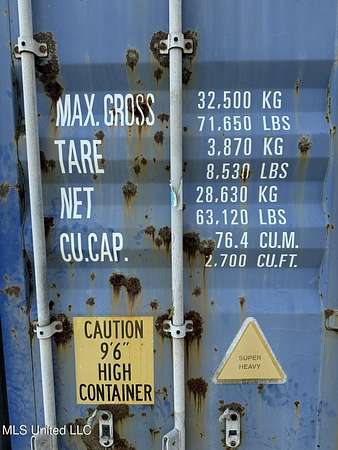 MAX. GROSS 32,500 KG
71,650 LBS
TARE 3,870 KG
8.530 LBS
NET 28,630 KG
63,120 LBS
CU.CAP. 76.4 CU.M.
2,700 CU.FT.
CAUTION
9'6"
HIGH
CONTAINER
SUPER
HEAVY
MLS United LLC